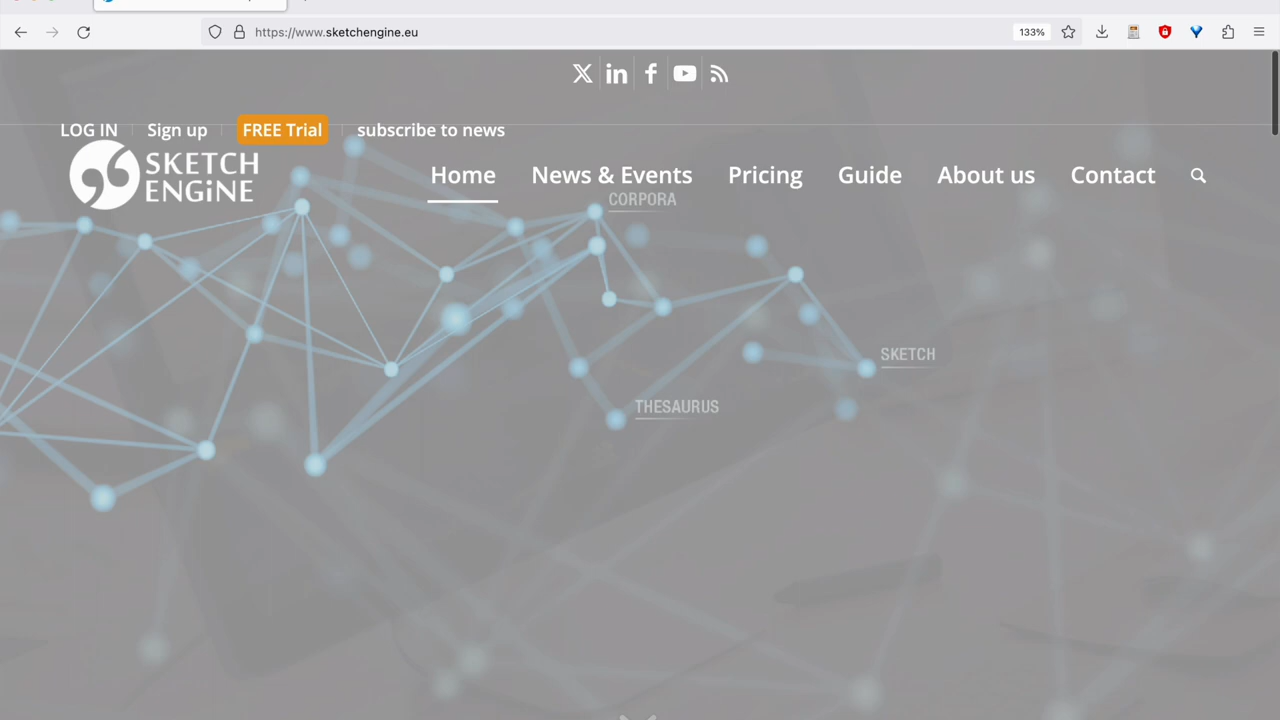 https://www.sketchengine.eu
133%
LOG IN
Sign up
FREE Trial
subscribe to news
SKETCH
ENGiNE
Home
News & Events
Pricing
Guide
About us
Contact
CORPORA
SKETCH
THESAURUS